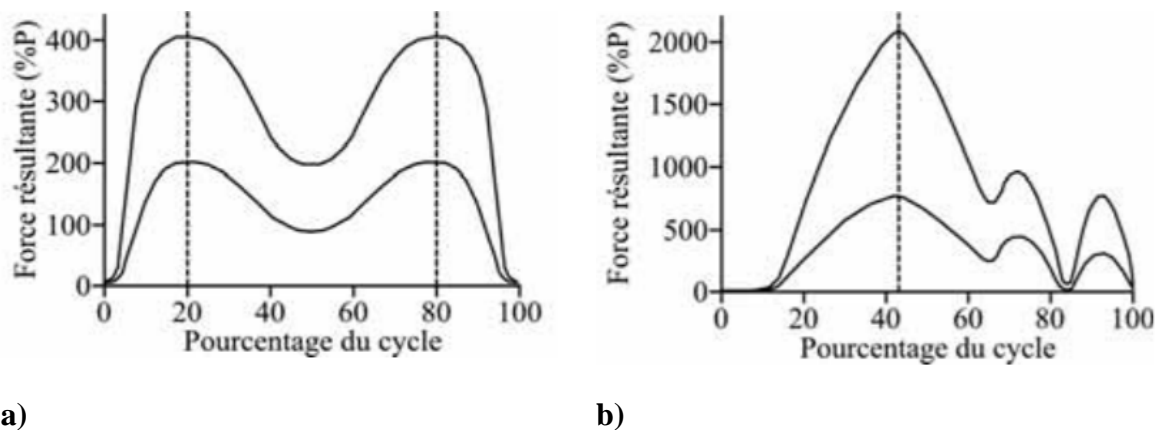 Force résultante (%P)
400
300
200
100
0
0 20 40 60 80 100
Pourcentage du cycle
a)
Force résultante (%P)
2000
1500
1000
500
0
0 20 40 60 80 100
Pourcentage du cycle
b)